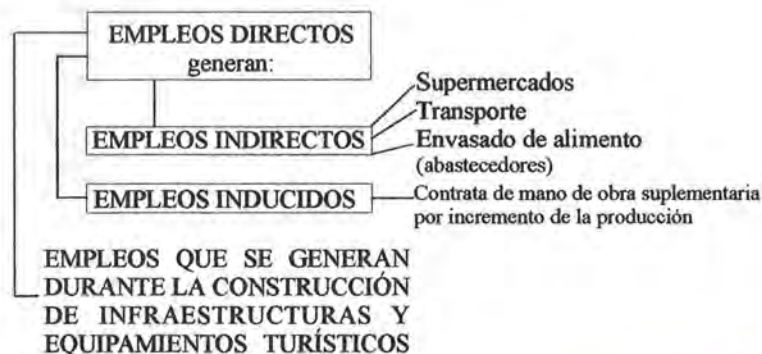 EMPLEOS DIRECTOS
generan:
Supermercados
Transporte
EMPLEOS INDIRECTOS
Envasado de alimento
(abastecedores)
EMPLEOS INDUCIDOS
Contrata de mano de obra suplementaria
por incremento de la producción
EMPLEOS QUE SE GENERAN
DURANTE LA CONSTRUCCIÓN
DE INFRAESTRUCTURAS Y
EQUIPAMIENTOS TURÍSTICOS